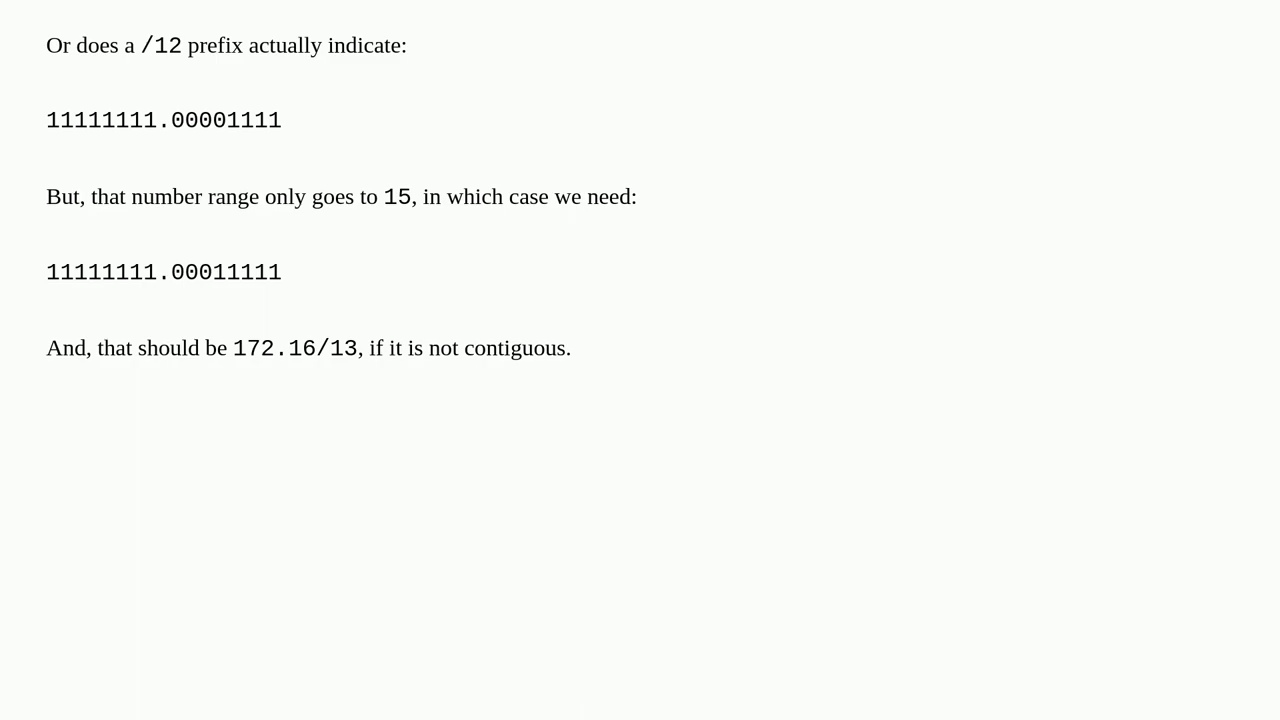 Or does a /12 prefix actually indicate:
11111111.00001111
But, that number range only goes to 15, in which case we need:
11111111.00011111
And, that should be 172.16/13, if it is not contiguous.